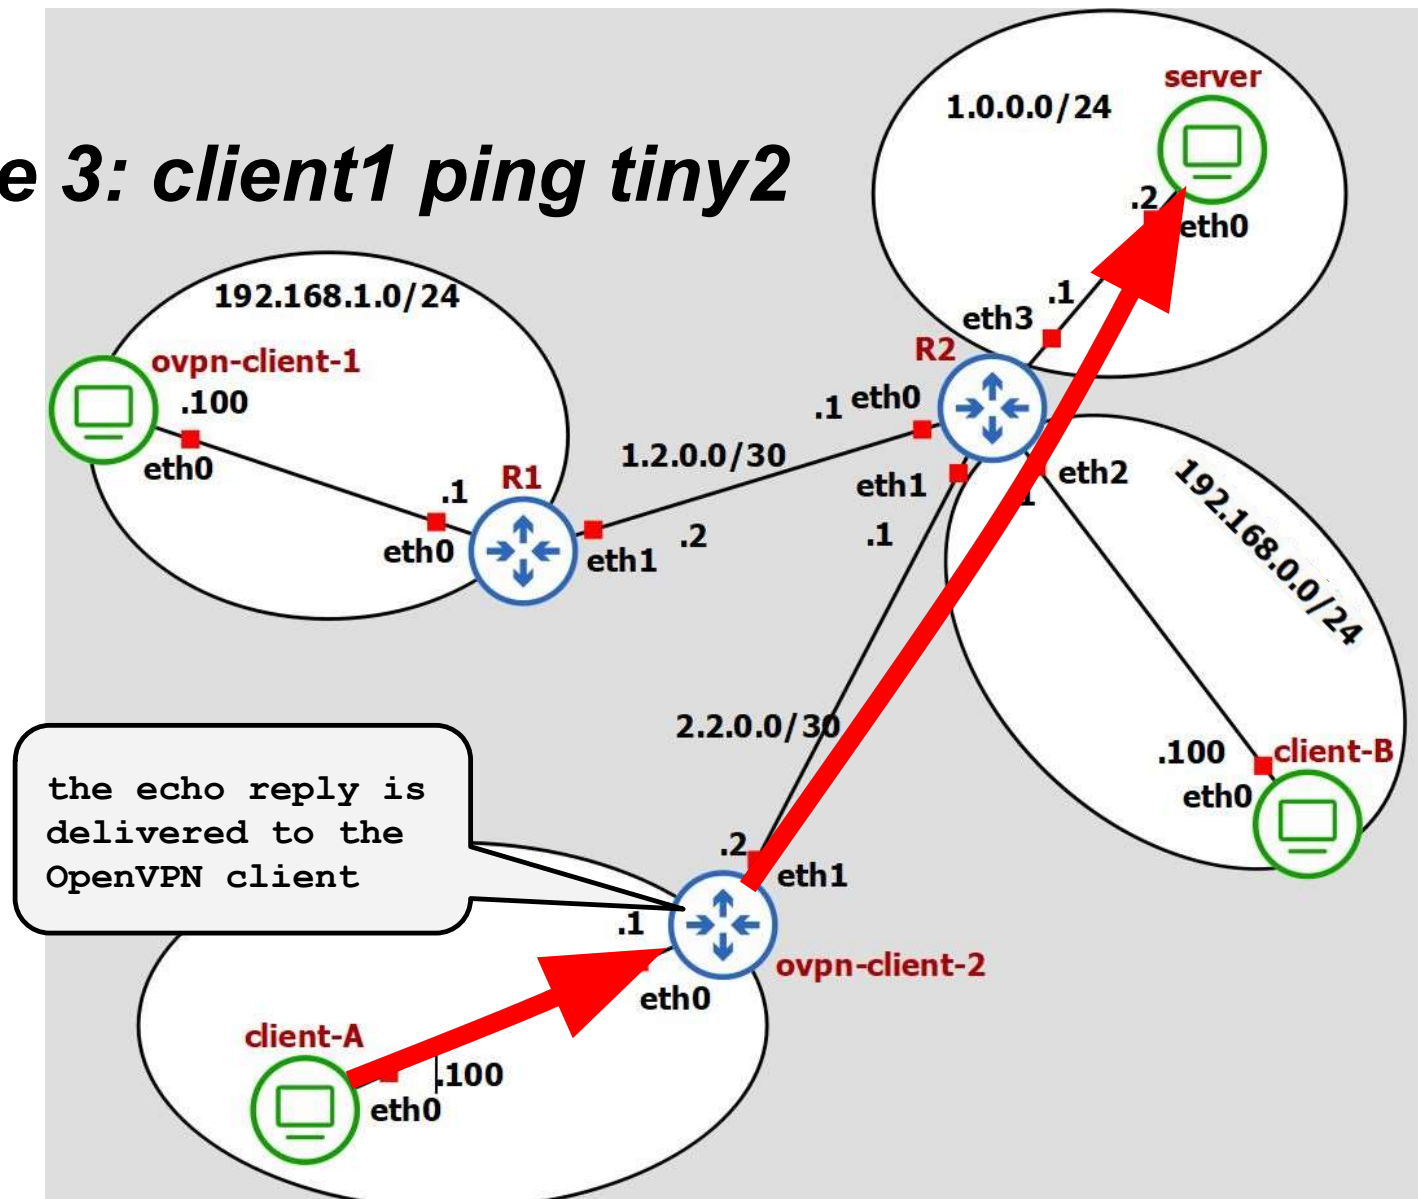 e 3: client1 ping tiny2
server
1.0.0.0/24
.2
eth0
.1
eth3
R2
192.168.1.0/24
ovpn-client-1
.100
eth0
.1
eth0
R1
eth1
.2
1.2.0.0/30
.1 eth0
eth1
.1
eth2
192.168.0.0/24
.100
client-B
eth0
2.2.0.0/30
the echo reply is
delivered to the
OpenVPN client
.2
eth1
.1
ovpn-client-2
eth0
client-A
.100
eth0